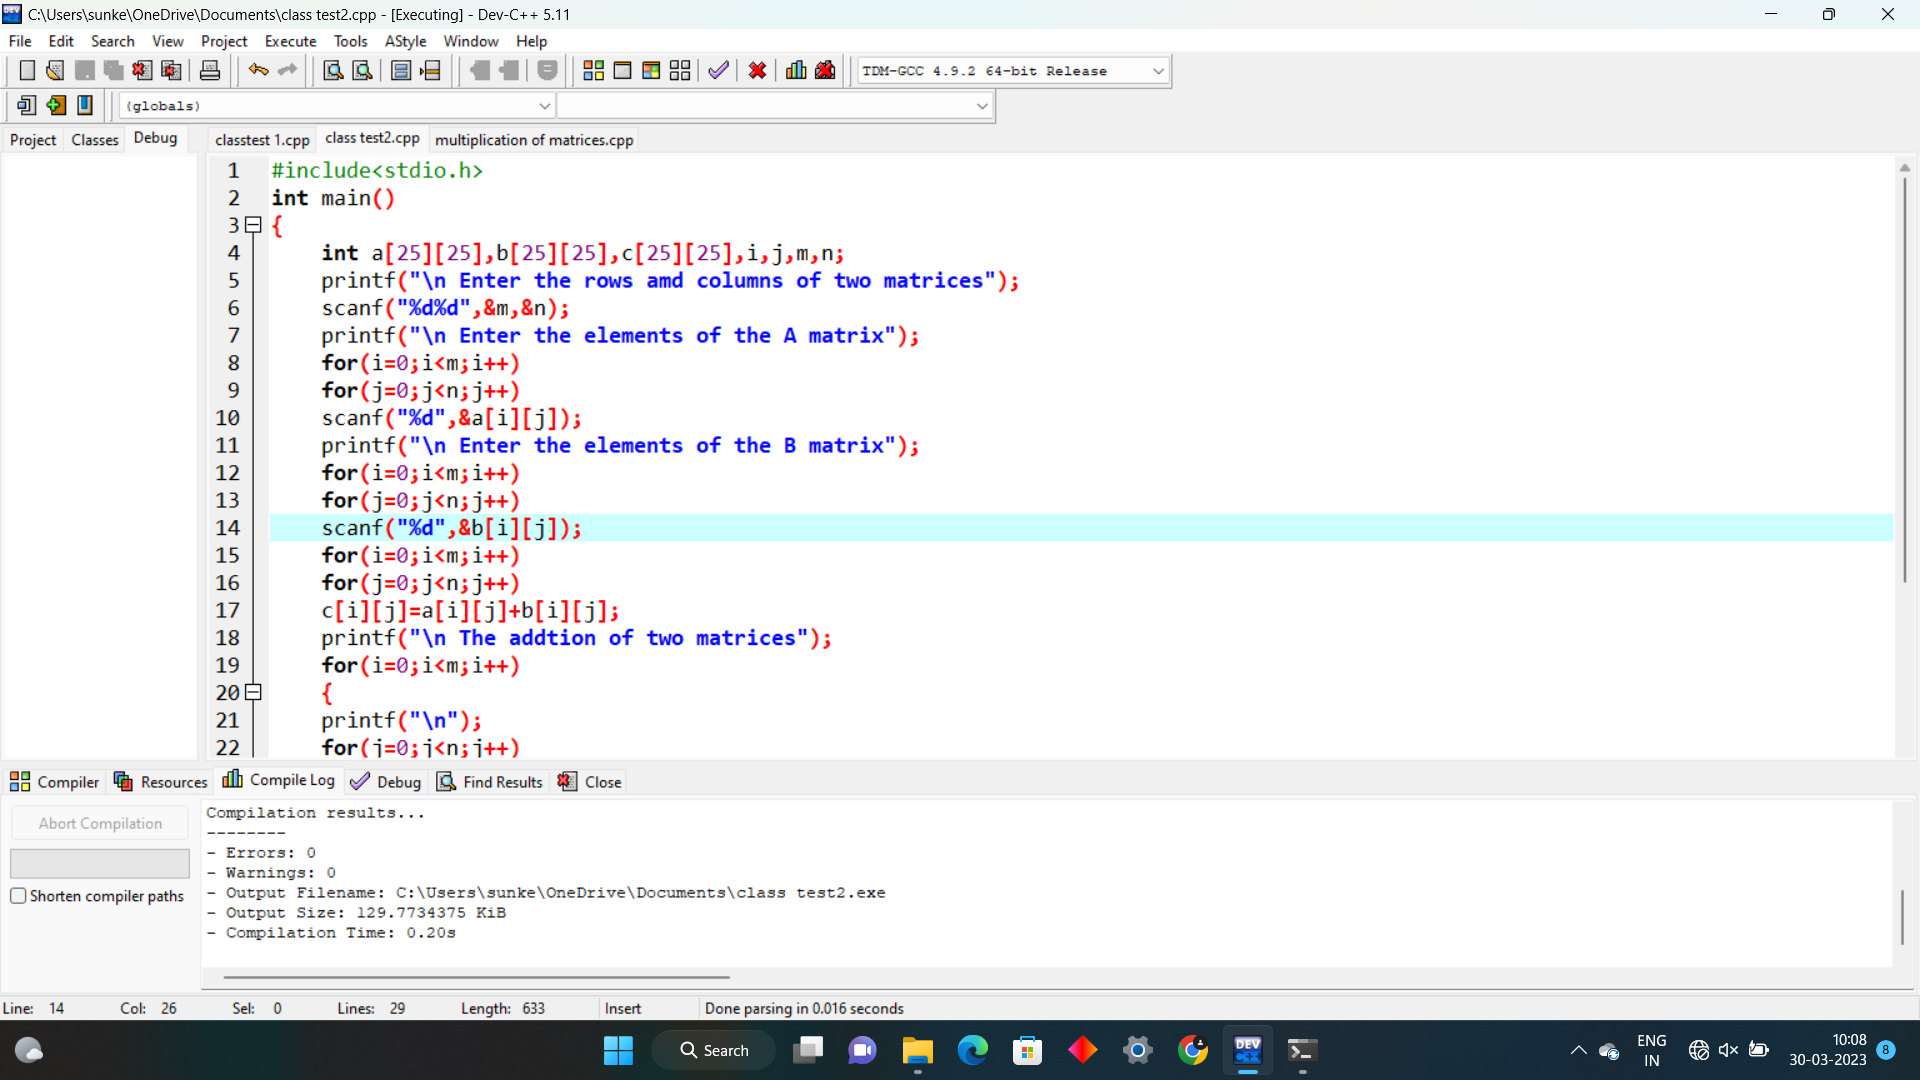 C:\Users\sunke\OneDrive\Documents\class test2.cpp - [Executing] - Dev-C++ 5.11
File Edit Search View Project Execute Tools AStyle Window Help
TDM-GCC 4.9.2 64-bit Release
(globals)
Project Classes Debug classtest 1.cpp class test2.cpp multiplication of matrices.cpp
1 #include<stdio.h>
2 int main()
3 {
4 int a[25][25],b[25][25],c[25][25],i,j,m,n;
5 printf("\n Enter the rows amd columns of two matrices");
6 scanf("%d%d",&m,&n);
7 printf("\n Enter the elements of the A matrix");
8 for(i=0;i<m;i++)
9 for(j=0;j<n;j++)
10 scanf("%d",&a[i][j]);
11 printf("\n Enter the elements of the B matrix");
12 for(i=0;i<m;i++)
13 for(j=0;j<n;j++)
14 scanf("%d",&b[i][j]);
15 for(i=0;i<m;i++)
16 for(j=0;j<n;j++)
17 c[i][j]=a[i][j]+b[i][j];
18 printf("\n The addtion of two matrices");
19 for(i=0;i<m;i++)
20 {
21 printf("\n");
22 for(j=0;j<n;j++)
Compiler Resources Compile Log Debug Find Results Close
Abort Compilation
Shorten compiler paths
Compilation results...
--------
- Errors: 0
- Warnings: 0
- Output Filename: C:\Users\sunke\OneDrive\Documents\class test2.exe
- Output Size: 129.7734375 KiB
- Compilation Time: 0.20s
Line: 14 Col: 26 Sel: 0 Lines: 29 Length: 633 Insert Done parsing in 0.016 seconds
Search
DEV C++
ENG
IN
10:08
30-03-2023
8